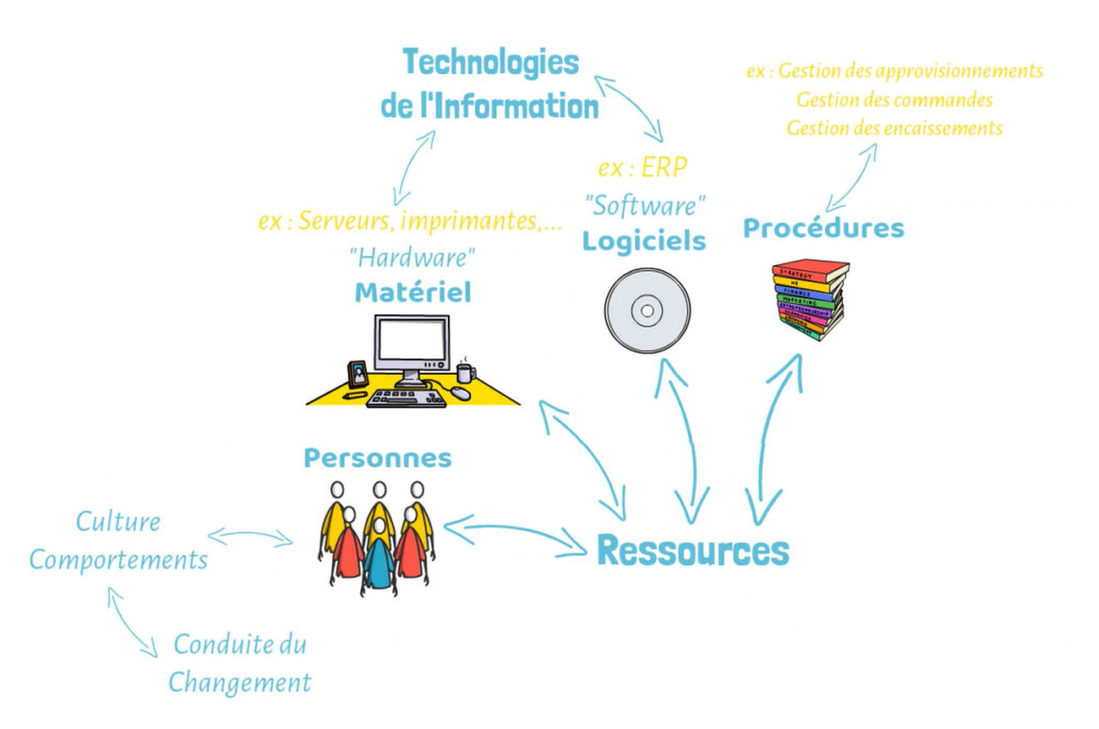 Technologies
de l'Information
ex : Gestion des approvisionnements
Gestion des commandes
Gestion des encaissements
ex : ERP
"Software"
Logiciels
ex : Serveurs, imprimantes,...
"Hardware"
Matériel
Procédures
STRATEGY
HR
FINANCE
MARKETING
ENTREPRENEURSHIP
Personnes
Culture
Comportements
Ressources
Conduite du
Changement